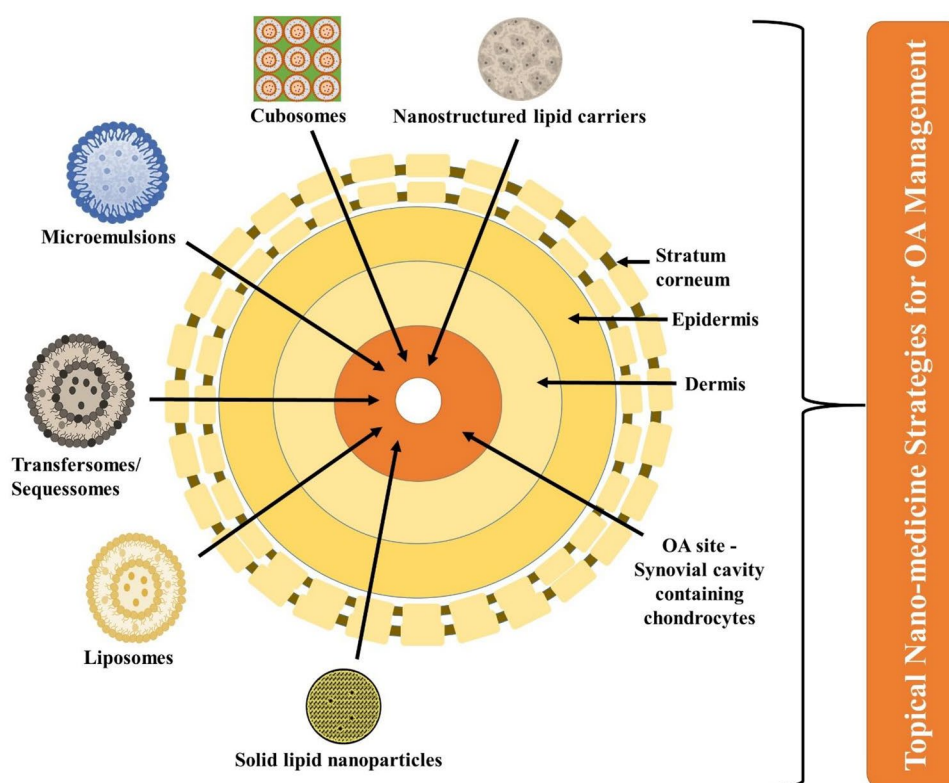 Cubosomes
Nanostructured lipid carriers
Microemulsions
Stratum
corneum
Epidermis
Dermis
Transfersomes/
Sequessomes
OA site -
Synovial cavity
containing
chondrocytes
Liposomes
Solid lipid nanoparticles
Topical Nano-medicine Strategies for OA Management